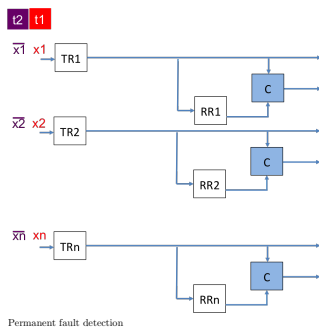 t2 t1
x̅1̅ x1 TR1
C
RR1
x̅2̅ x2 TR2
C
RR2
x̅n̅ xn TRn
C
RRn
Permanent fault detection